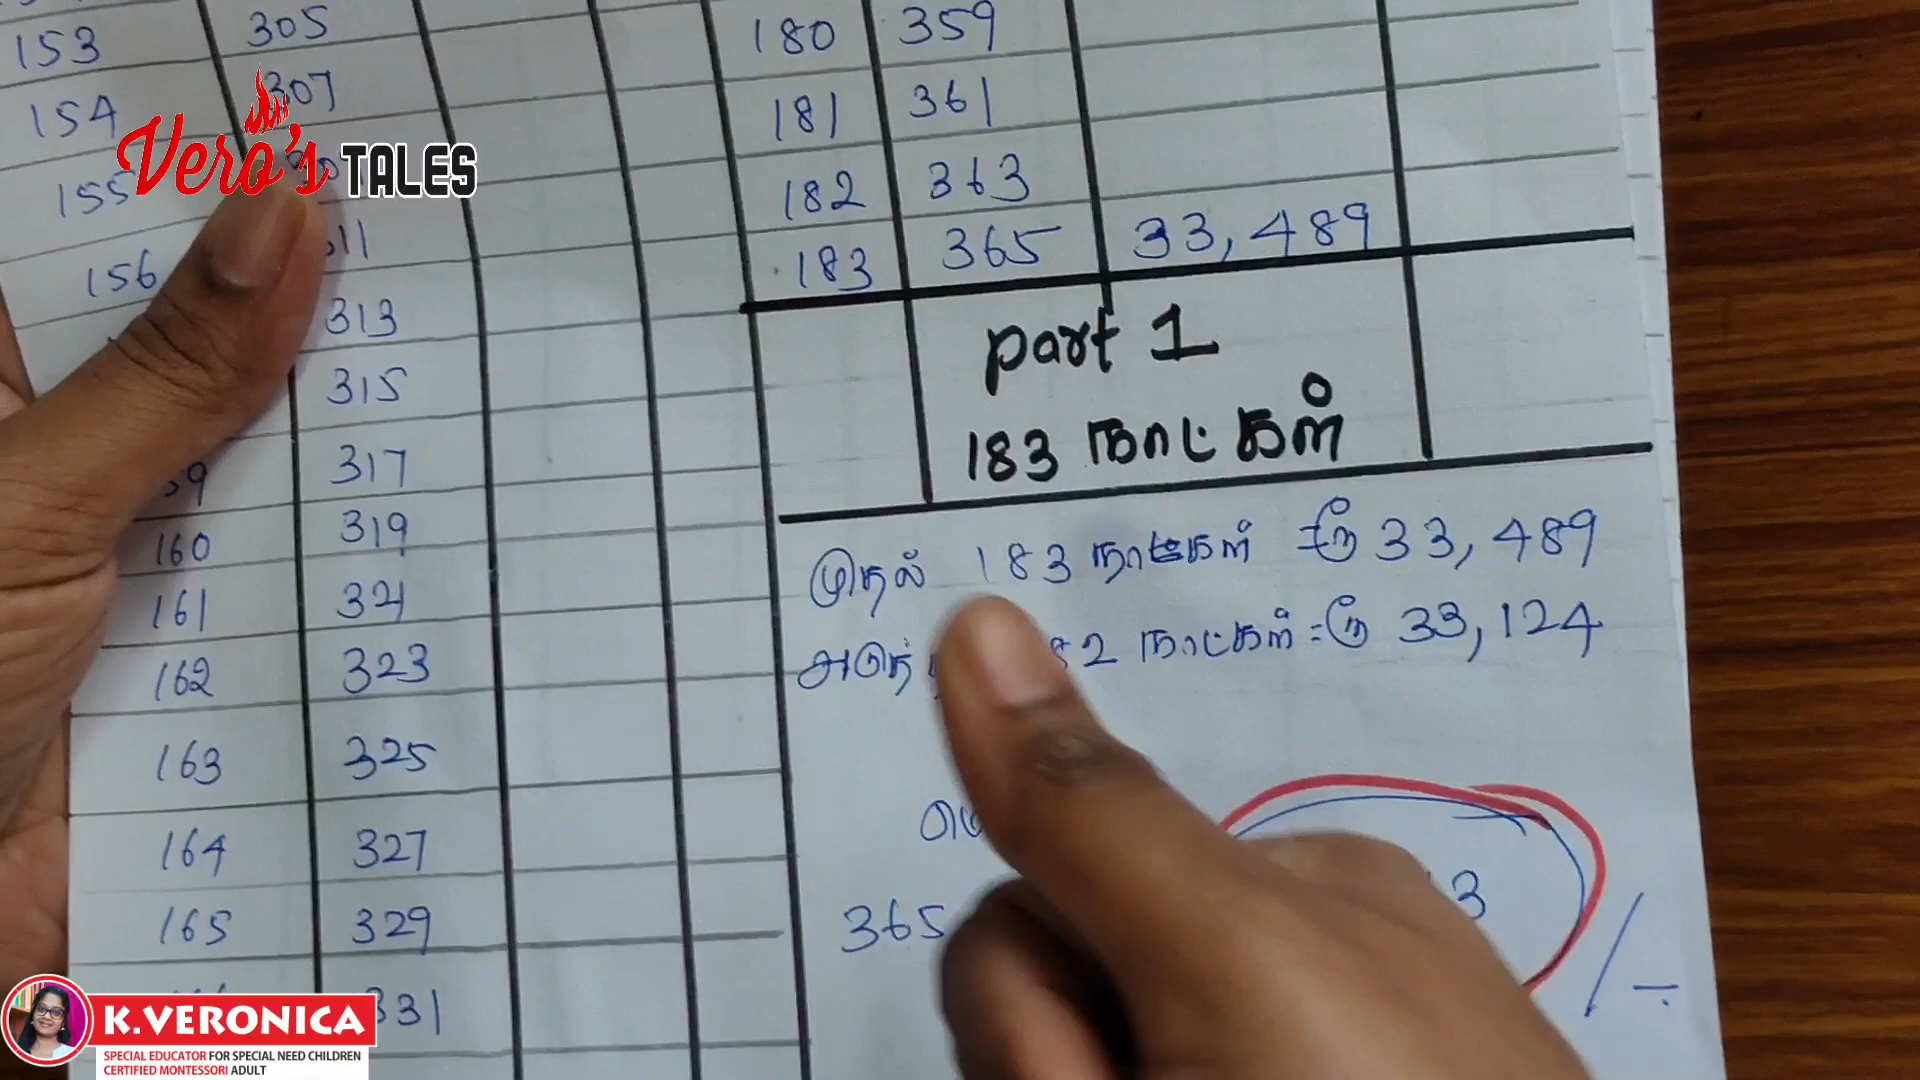 153 305
154 307
155
156 311
313
315
317
160 319
161 321
162 323
163 325
164 327
165 329
331
180 359
181 361
182 363
183 365 33,489
part 1
183 நாட்கள்
முதல் 183 நாட்கள் = ரூ 33,489
நாட்கள் = ரூ 33,124
365
Vero's TALES
K.VERONICA
SPECIAL EDUCATOR FOR SPECIAL NEED CHILDREN
CERTIFIED MONTESSORI ADULT